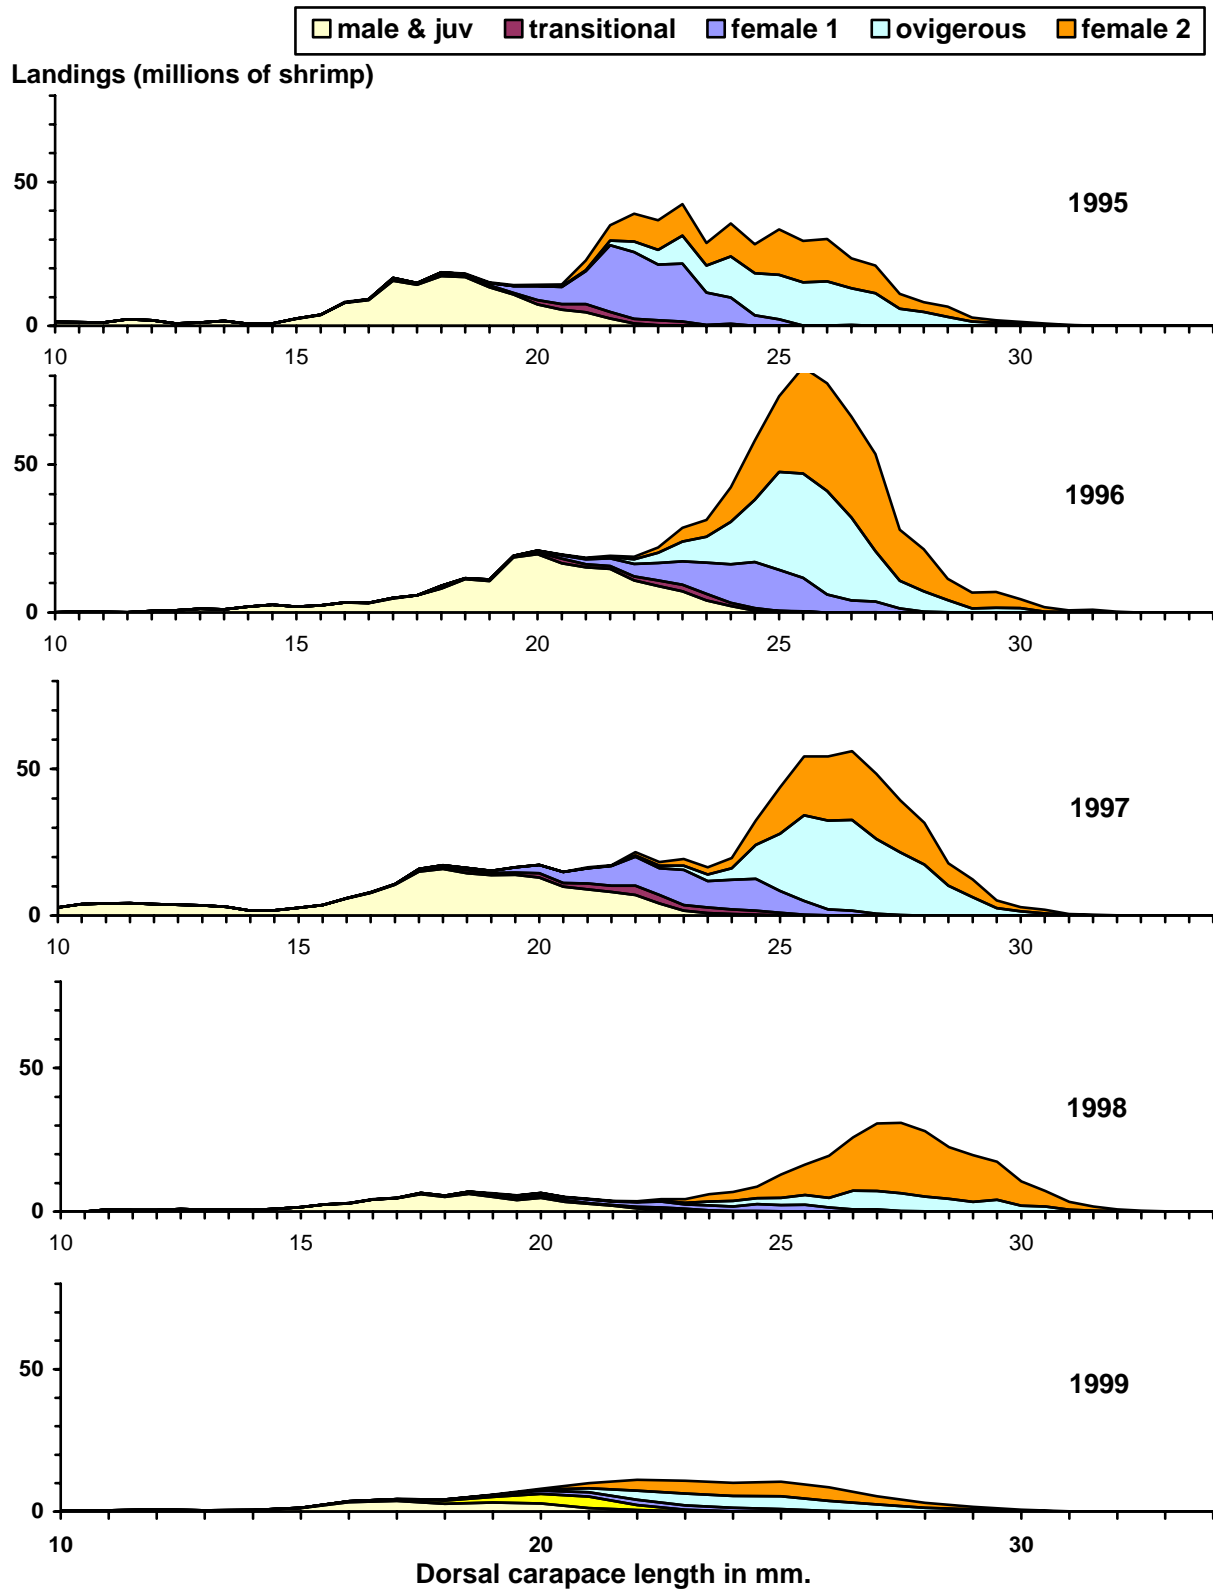 male & juv transitional female 1 ovigerous female 2
Landings (millions of shrimp)
50
1995
0
10 15 20 25 30
50
1996
0
10 15 20 25 30
50
1997
0
10 15 20 25 30
50
1998
0
10 15 20 25 30
50
1999
0
10 20 30
Dorsal carapace length in mm.